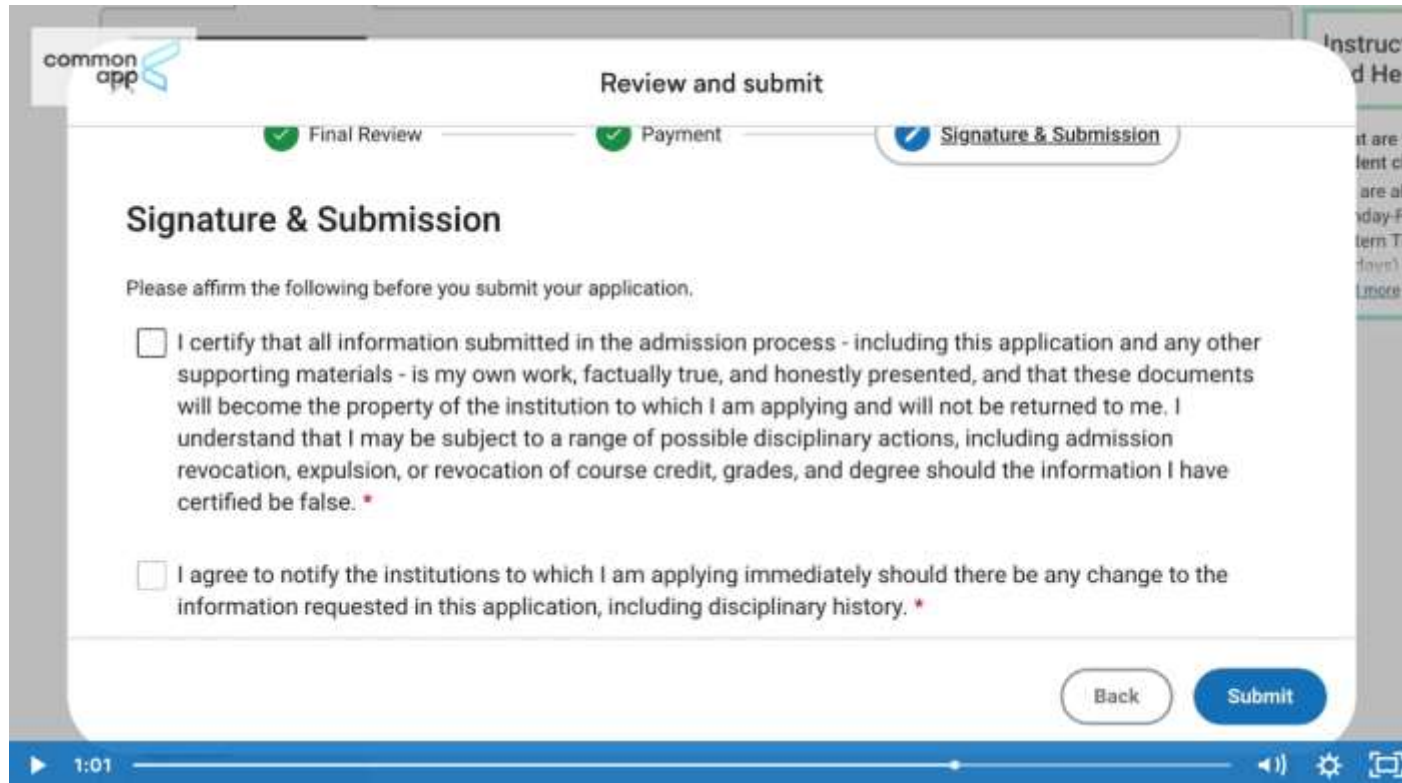 common
app
Review and submit
Final Review
Payment
Signature & Submission
Signature & Submission
Please affirm the following before you submit your application.
I certify that all information submitted in the admission process - including this application and any other
supporting materials - is my own work, factually true, and honestly presented, and that these documents
will become the property of the institution to which I am applying and will not be returned to me. I
understand that I may be subject to a range of possible disciplinary actions, including admission
revocation, expulsion, or revocation of course credit, grades, and degree should the information I have
certified be false. *
I agree to notify the institutions to which I am applying immediately should there be any change to the
information requested in this application, including disciplinary history. *
Back
Submit
1:01
are
more